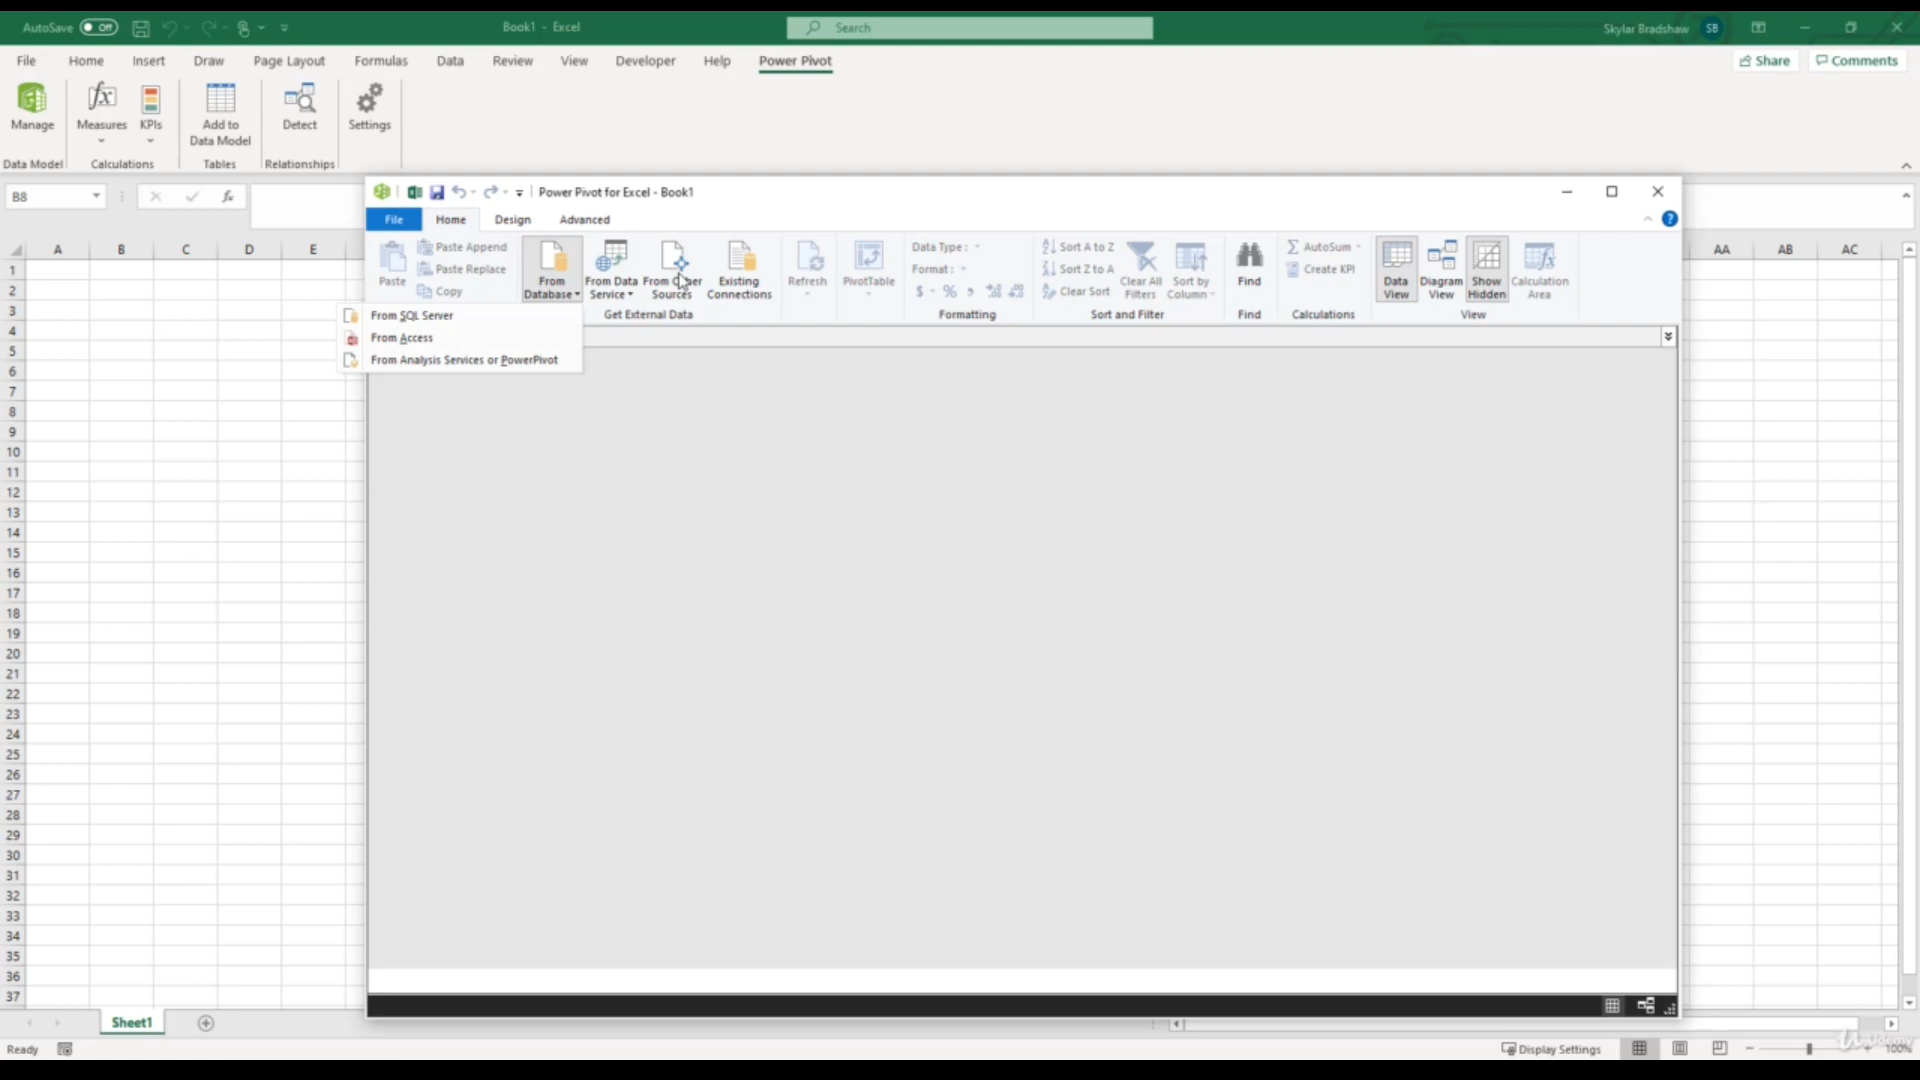 AutoSave Off Book1 - Excel Search Skylar Bradshaw SB
File Home Insert Draw Page Layout Formulas Data Review View Developer Help Power Pivot Share Comments
Manage Measures KPIs Add to Data Model Detect Settings
Data Model Calculations Tables Relationships
B8 fx
Power Pivot for Excel - Book1
File Home Design Advanced
Paste Paste Append
Paste Replace
Copy
From Database From Data Service From Other Sources Existing Connections Refresh PivotTable
Data Type :
Format :
$ %
Sort A to Z
Sort Z to A
Clear Sort
Clear All Filters Sort by Column Find
AutoSum
Create KPI
Data View Diagram View Show Hidden Calculation Area
Get External Data Formatting Sort and Filter Find Calculations View
From SQL Server
From Access
From Analysis Services or PowerPivot
A B C D E AA AB AC
1
2
3
4
5
6
7
8
9
10
11
12
13
14
15
16
17
18
19
20
21
22
23
24
25
26
27
28
29
30
31
32
33
34
35
36
37
Sheet1
Ready Display Settings 100%
Udemy